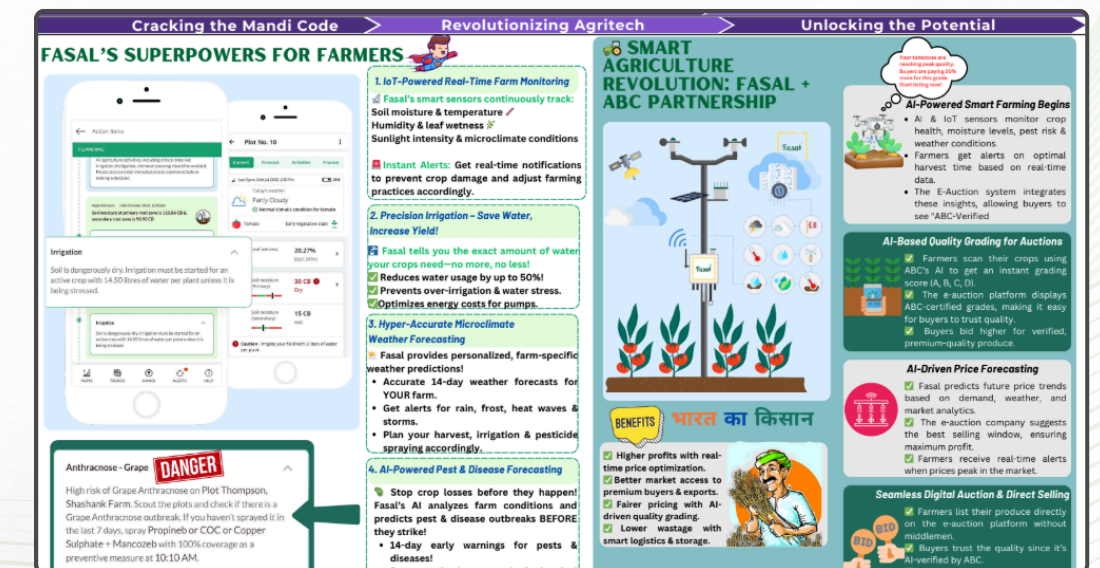 Cracking the Mandi Code
Revolutionizing Agritech
Unlocking the Potential
FASAL'S SUPERPOWERS FOR FARMERS
Action Items
FLOWERING
Irrigation
Soil is dangerously dry. Irrigation must be started for an
active crop with 14.50 litres of water per plant unless it is
being stressed.
Irrigation
Plot No. 10
Current Forecast Activities Finance
Today's weather
Partly Cloudy
Normal climatic condition for tomato
Tomato
Early vegetative state
20.27%
30 CB
Dry
15 CB
wet
ALERTS
HELP
Anthracnose - Grape
DANGER
High risk of Grape Anthracnose on Plot Thompson,
Shashank Farm. Scout the plots and check if there is a
Grape Anthracnose outbreak. If you haven't sprayed it in
the last 7 days, spray Propineb or COC or Copper
Sulphate + Mancozeb with 100% coverage as a
preventive measure at 10:10 AM.
1. IoT-Powered Real-Time Farm Monitoring
Fasal's smart sensors continuously track:
Soil moisture & temperature
Humidity & leaf wetness
Sunlight intensity & microclimate conditions
Instant Alerts: Get real-time notifications
to prevent crop damage and adjust farming
practices accordingly.
2. Precision Irrigation – Save Water,
Increase Yield!
Fasal tells you the exact amount of water
your crops need—no more, no less!
✅ Reduces water usage by up to 50%!
✅ Prevents over-irrigation & water stress.
✅ Optimizes energy costs for pumps.
3. Hyper-Accurate Microclimate
Weather Forecasting
Fasal provides personalized, farm-specific
weather predictions!
• Accurate 14-day weather forecasts for
YOUR farm.
• Get alerts for rain, frost, heat waves &
storms.
• Plan your harvest, irrigation & pesticide
spraying accordingly.
4. AI-Powered Pest & Disease Forecasting
Stop crop losses before they happen!
Fasal's AI analyzes farm conditions and
predicts pest & disease outbreaks BEFORE
they strike!
• 14-day early warnings for pests &
diseases!
SMART
AGRICULTURE
REVOLUTION: FASAL +
ABC PARTNERSHIP
Fasal
Fasal
BENEFITS
भारत का किसान
✅ Higher profits with real-
time price optimization.
✅ Better market access to
premium buyers & exports.
✅ Fairer pricing with AI-
driven quality grading.
✅ Lower wastage with
smart logistics & storage.
Your tomatoes are
reaching peak quality.
Buyers are paying 20%
more for this grade.
Start listing now!
AI-Powered Smart Farming Begins
• AI & IoT sensors monitor crop
health, moisture levels, pest risk &
weather conditions.
• Farmers get alerts on optimal
harvest time based on real-time
data.
• The E-Auction system integrates
these insights, allowing buyers to
see "ABC-Verified
AI-Based Quality Grading for Auctions
✅ Farmers scan their crops using
ABC's AI to get an instant grading
score (A, B, C, D).
✅ The e-auction platform displays
ABC-certified grades, making it easy
for buyers to trust quality.
✅ Buyers bid higher for verified,
premium-quality produce.
AI-Driven Price Forecasting
✅ Fasal predicts future price trends
based on demand, weather, and
market analytics.
✅ The e-auction company suggests
the best selling window, ensuring
maximum profit.
✅ Farmers receive real-time alerts
when prices peak in the market.
Seamless Digital Auction & Direct Selling
✅ Farmers list their produce directly
on the e-auction platform without
middlemen.
✅ Buyers trust the quality since it's
AI-verified by ABC.
BID
BID